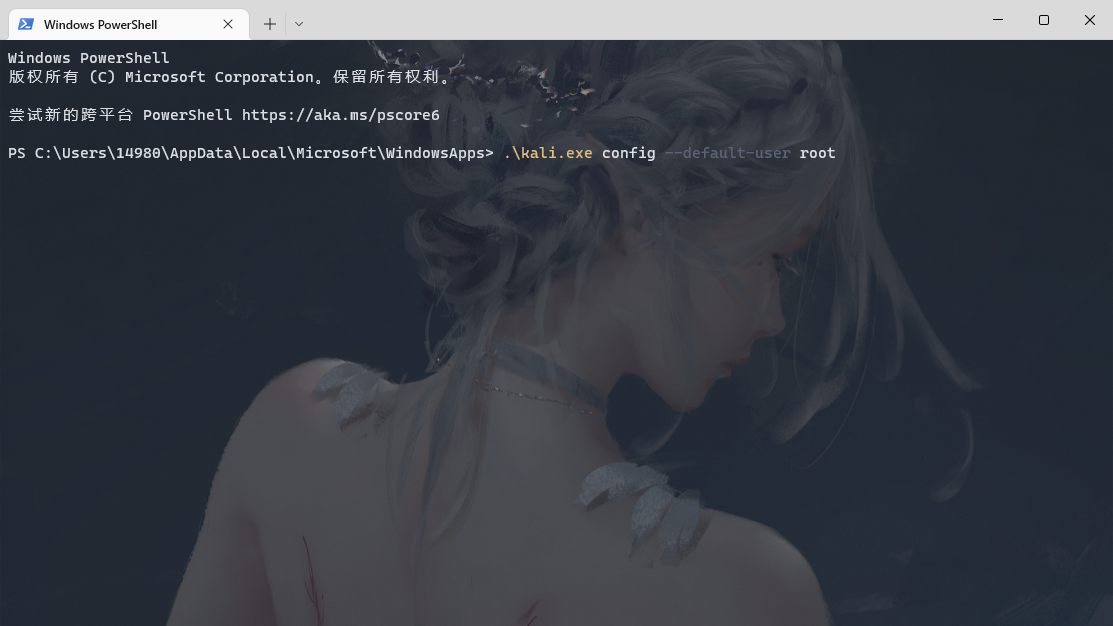 Windows PowerShell
Windows PowerShell
版权所有 (C) Microsoft Corporation。保留所有权利。
尝试新的跨平台 PowerShell https://aka.ms/pscore6
PS C:\Users\14980\AppData\Local\Microsoft\WindowsApps> .\kali.exe config --default-user root